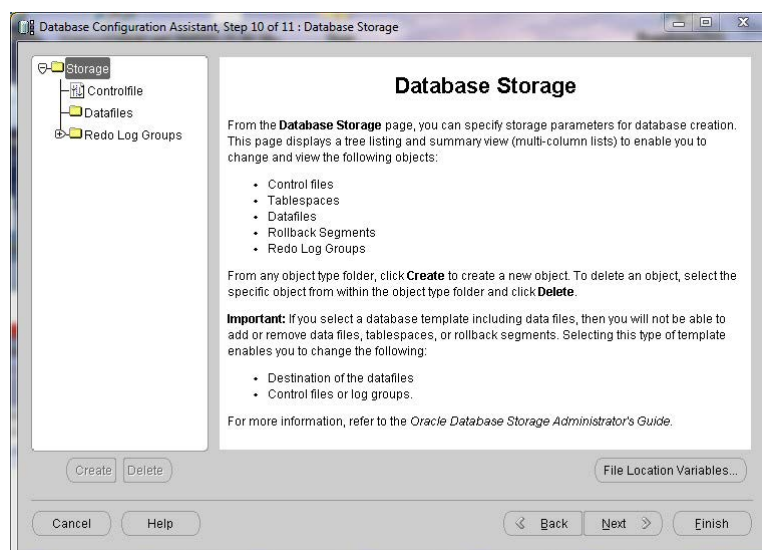 Database Configuration Assistant, Step 10 of 11 : Database Storage
Storage
Controlfile
Datafiles
Redo Log Groups
Database Storage
From the Database Storage page, you can specify storage parameters for database creation.
This page displays a tree listing and summary view (multi-column lists) to enable you to
change and view the following objects:
• Control files
• Tablespaces
• Datafiles
• Rollback Segments
• Redo Log Groups
From any object type folder, click Create to create a new object. To delete an object, select the
specific object from within the object type folder and click Delete.
Important: If you select a database template including data files, then you will not be able to
add or remove data files, tablespaces, or rollback segments. Selecting this type of template
enables you to change the following:
• Destination of the datafiles
• Control files or log groups.
For more information, refer to the Oracle Database Storage Administrator's Guide.
Create Delete File Location Variables...
Cancel Help Back Next Finish